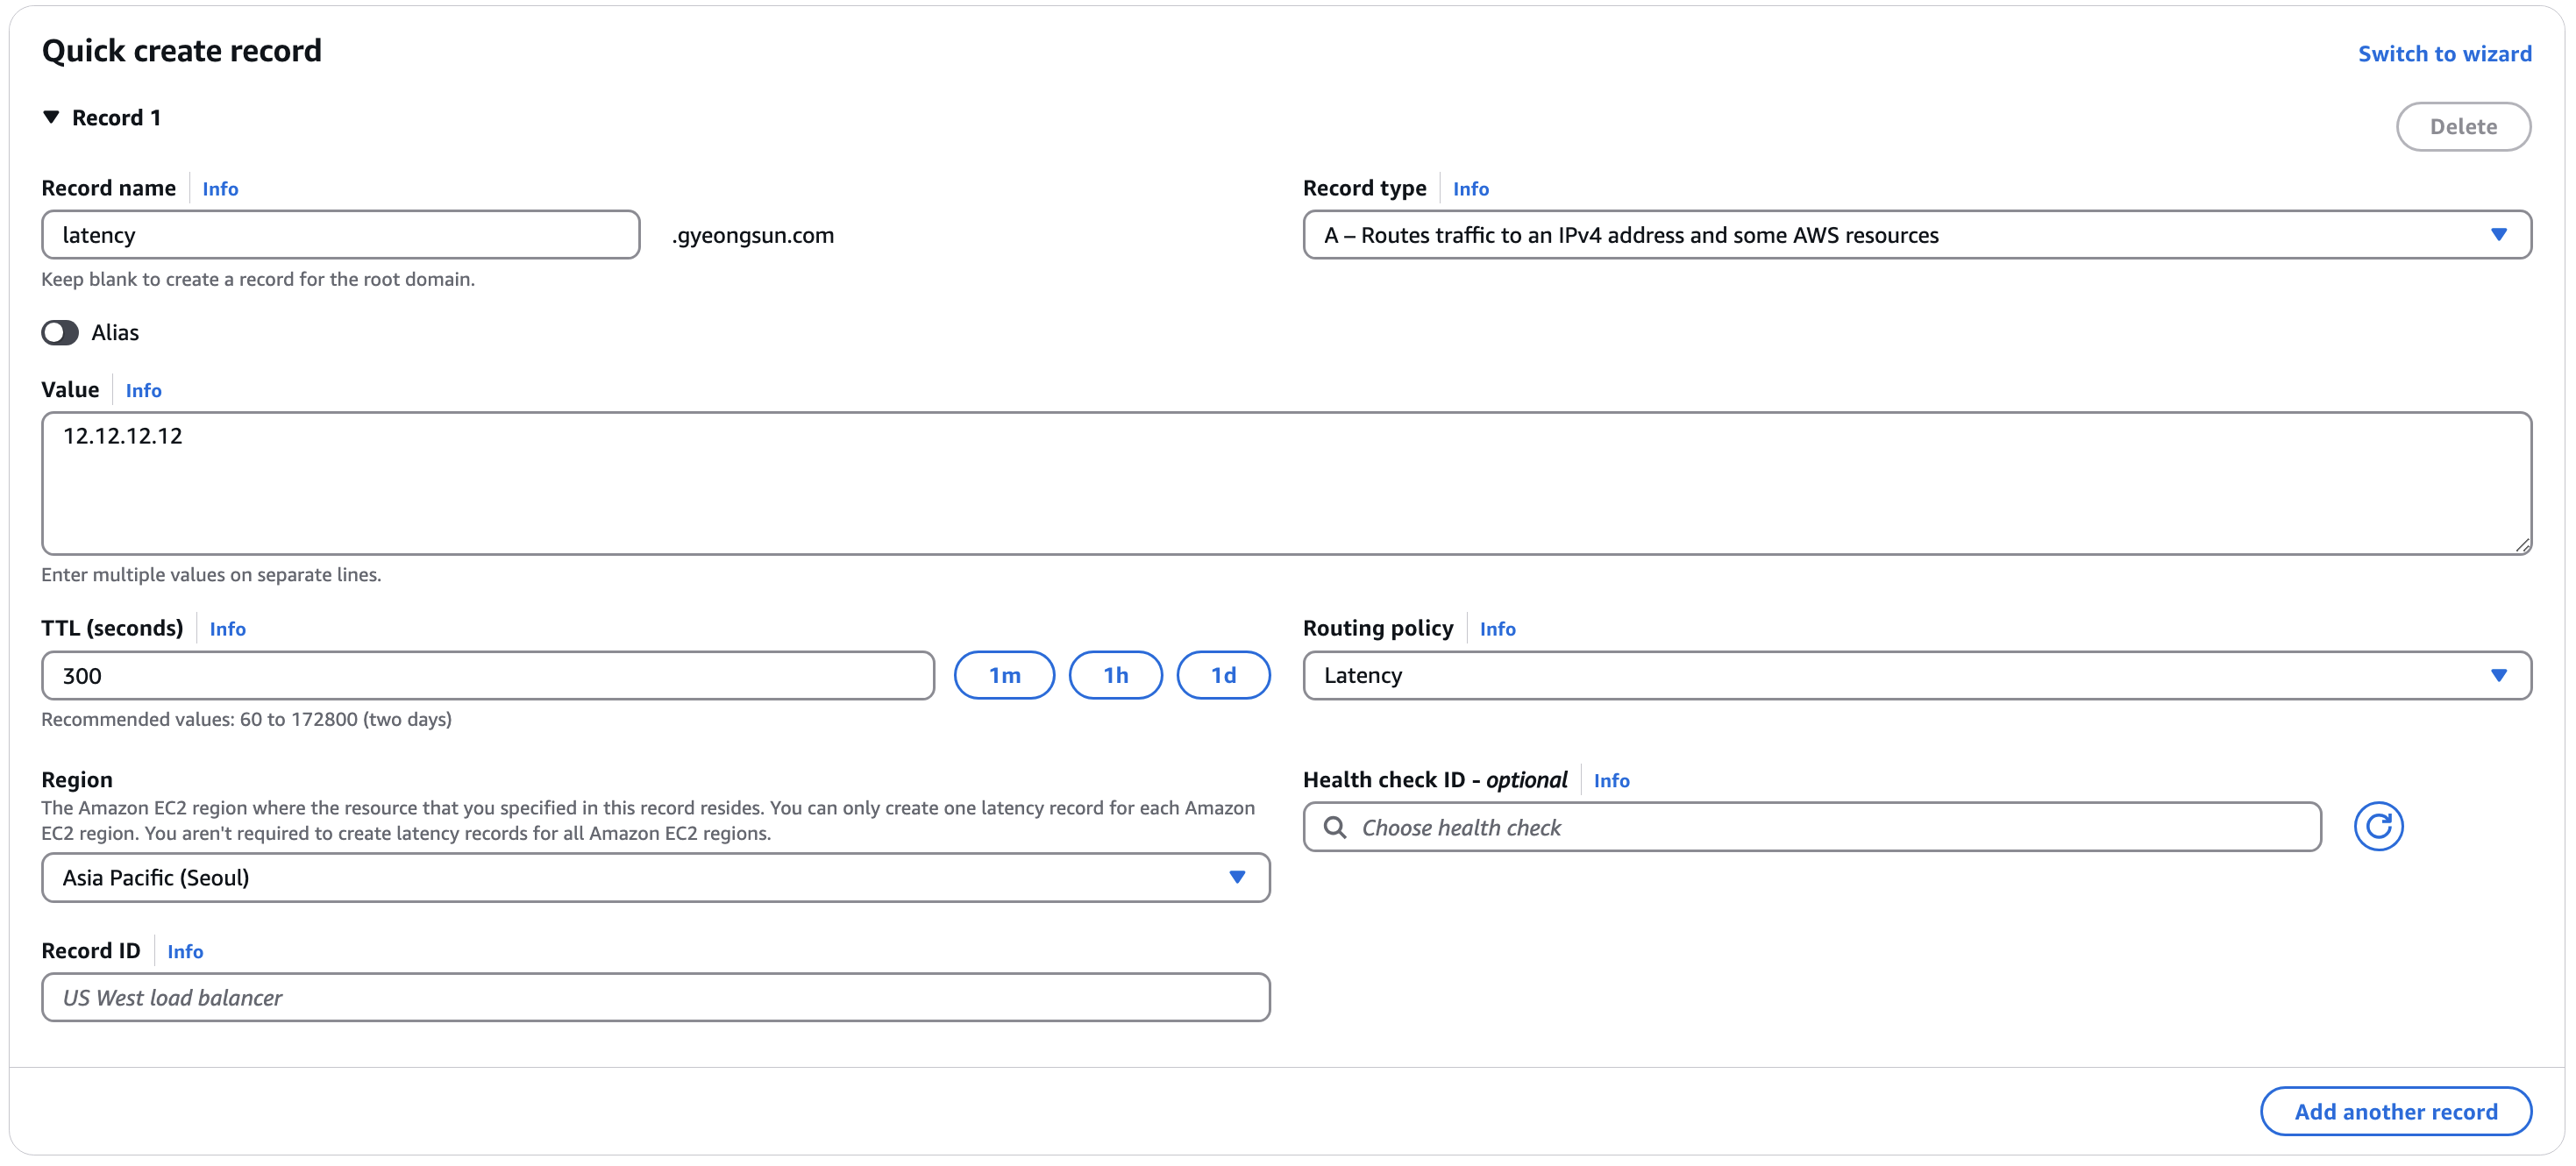 Quick create record
Switch to wizard
Record 1
Delete
Record name Info
Record type Info
latency
.gyeongsun.com
A – Routes traffic to an IPv4 address and some AWS resources
Keep blank to create a record for the root domain.
Alias
Value Info
12.12.12.12
Enter multiple values on separate lines.
TTL (seconds) Info
Routing policy Info
300
1m
1h
1d
Latency
Recommended values: 60 to 172800 (two days)
Region
Health check ID - optional Info
The Amazon EC2 region where the resource that you specified in this record resides. You can only create one latency record for each Amazon
EC2 region. You aren't required to create latency records for all Amazon EC2 regions.
Choose health check
Asia Pacific (Seoul)
Record ID Info
US West load balancer
Add another record